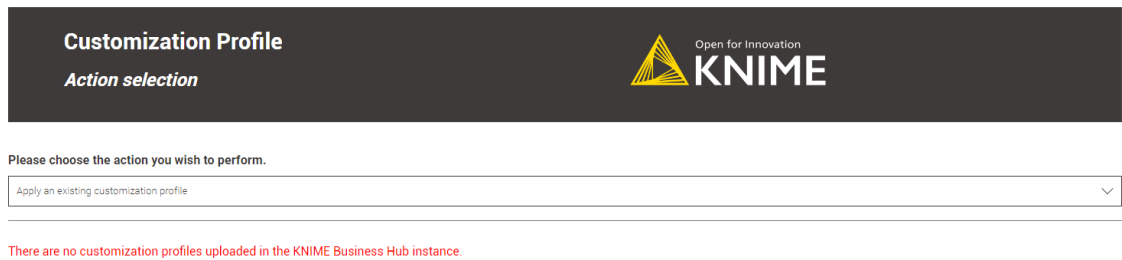 Customization Profile
Action selection
Open for Innovation
KNIME
Please choose the action you wish to perform.
Apply an existing customization profile
There are no customization profiles uploaded in the KNIME Business Hub instance.